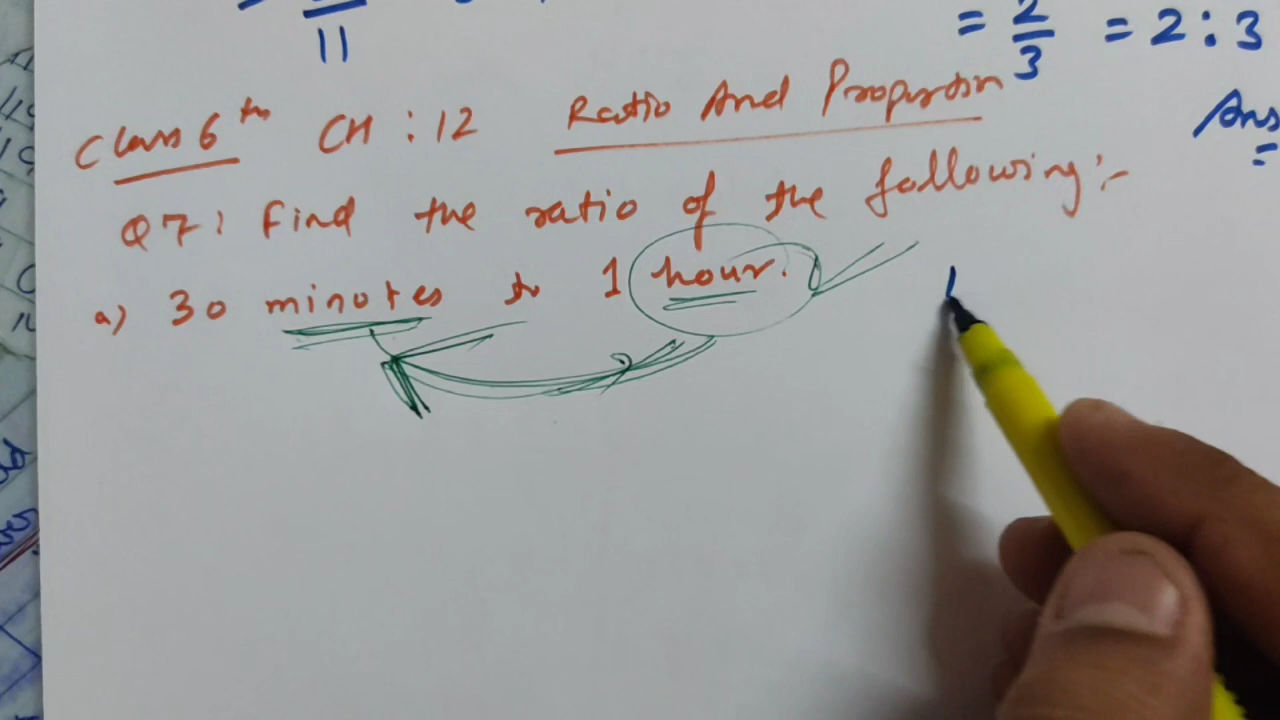 11
= 2/3 = 2 : 3
Ans
Class 6th CH : 12 Ratio And Proportion
Q7: Find the ratio of the following :-
a) 30 minutes to 1 hour.